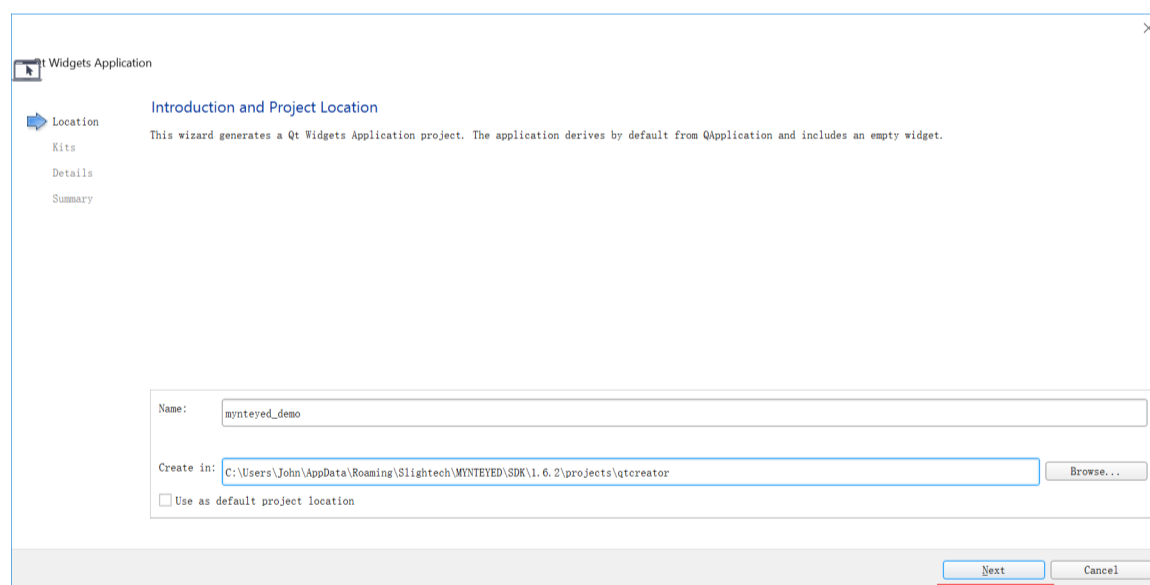 Qt Widgets Application
Location
Kits
Details
Summary
Introduction and Project Location
This wizard generates a Qt Widgets Application project. The application derives by default from QApplication and includes an empty widget.
Name:
mynteyed_demo
Create in:
C:\Users\John\AppData\Roaming\Slightech\MYNTEYED\SDK\1.6.2\projects\qtcreator
Browse...
Use as default project location
Next
Cancel